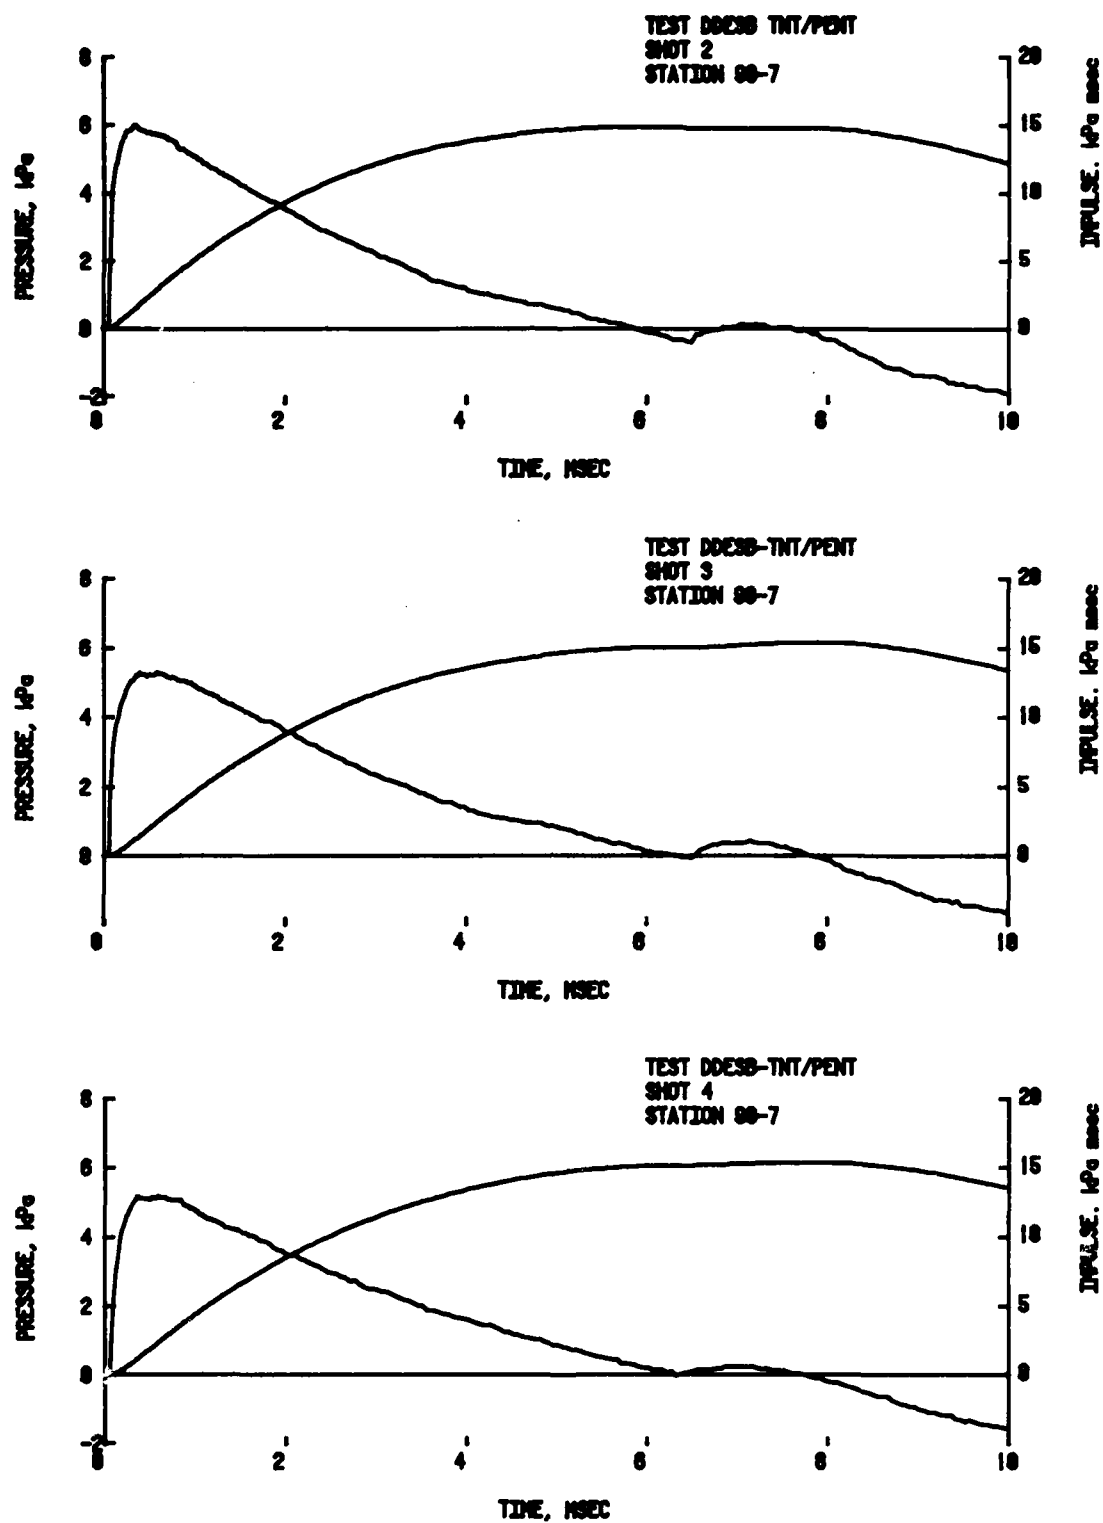 TEST DDESB TNT/PENT
SHOT 2
STATION 90-7
8
6
4
2
0
-2
PRESSURE, kPa
20
15
10
5
0
IMPULSE. kPa msec
0 2 4 6 8 10
TIME, MSEC
TEST DDESB-TNT/PENT
SHOT 3
STATION 90-7
8
6
4
2
0
PRESSURE, kPa
20
15
10
5
0
IMPULSE. kPa msec
0 2 4 6 8 10
TIME, MSEC
TEST DDESB-TNT/PENT
SHOT 4
STATION 90-7
8
6
4
2
0
-2
PRESSURE, kPa
20
15
10
5
0
IMPULSE. kPa msec
0 2 4 6 8 10
TIME, MSEC